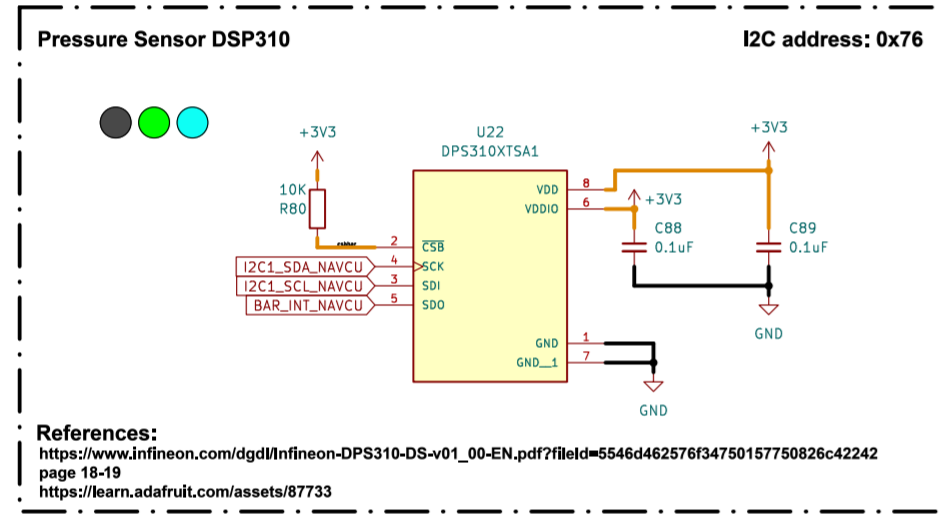 Pressure Sensor DSP310
I2C address: 0x76
+3V3
U22
DPS310XTSA1
+3V3
10K
R80
VDD
8
VDDIO
6
+3V3
C88
0.1uF
C89
0.1uF
2
CSB
I2C1_SDA_NAVCU
4
SCK
I2C1_SCL_NAVCU
3
SDI
BAR_INT_NAVCU
5
SDO
GND
GND
1
GND__1
7
GND
References:
https://www.infineon.com/dgdl/Infineon-DPS310-DS-v01_00-EN.pdf?fileId=5546d462576f34750157750826c42242
page 18-19
https://learn.adafruit.com/assets/87733